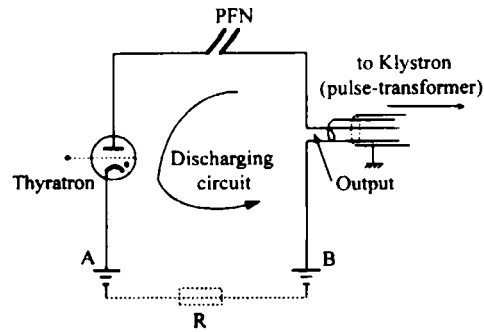 PFN
to Klystron
(pulse-transformer)
Discharging
circuit
Thyratron
Output
A
B
R